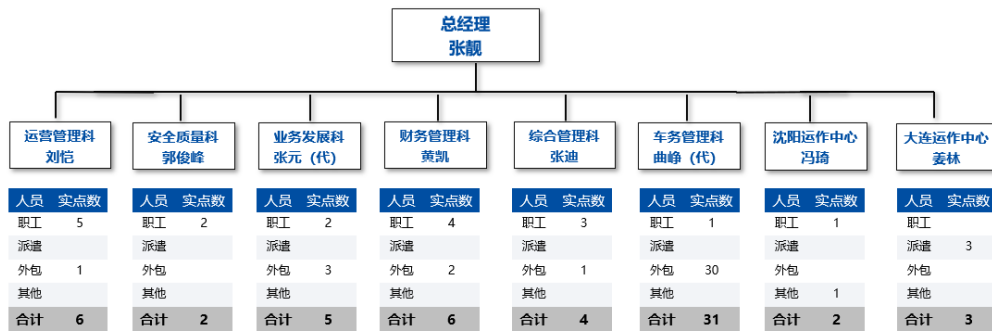 总经理
张靓
运营管理科
刘恺
安全质量科
郭俊峰
业务发展科
张元（代）
财务管理科
黄凯
综合管理科
张迪
车务管理科
曲峥（代）
沈阳运作中心
冯琦
大连运作中心
姜林
人员 实点数
职工 5
派遣
外包 1
其他
合计 6
人员 实点数
职工 2
派遣
外包
其他
合计 2
人员 实点数
职工 2
派遣
外包 3
其他
合计 5
人员 实点数
职工 4
派遣
外包 2
其他
合计 6
人员 实点数
职工 3
派遣
外包 1
其他
合计 4
人员 实点数
职工 1
派遣
外包 30
其他
合计 31
人员 实点数
职工 1
派遣
外包
其他 1
合计 2
人员 实点数
职工
派遣 3
外包
其他
合计 3